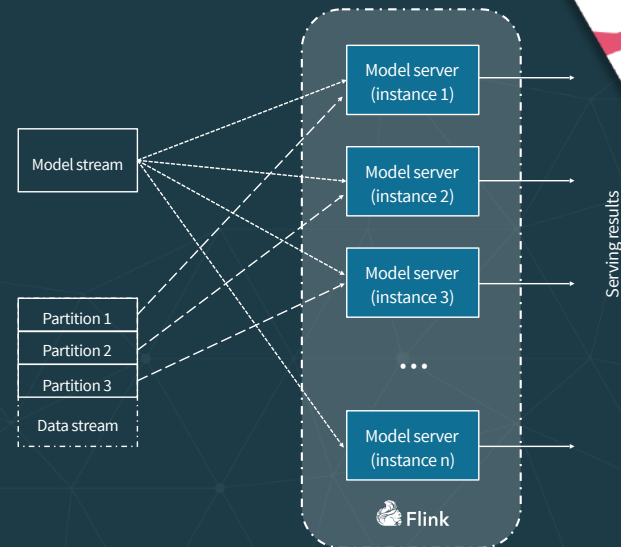 Model stream
Partition 1
Partition 2
Partition 3
Data stream
Model server
(instance 1)
Model server
(instance 2)
Model server
(instance 3)
...
Model server
(instance n)
Flink
Serving results